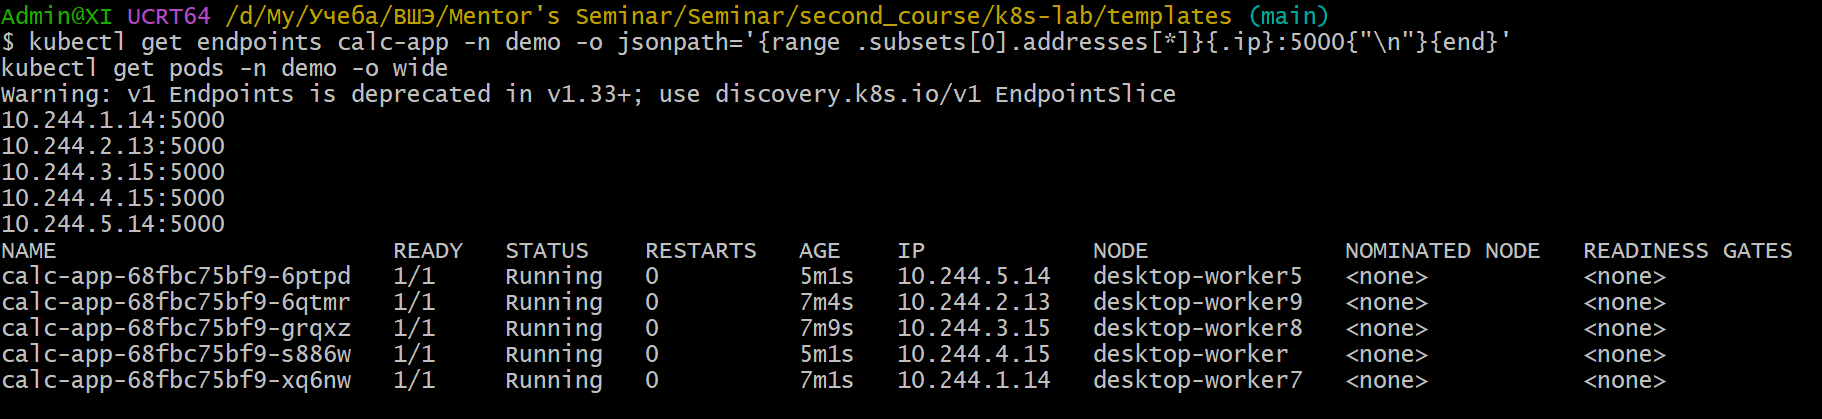 Admin@XI UCRT64 /d/My/Учеба/ВШЭ/Mentor's Seminar/Seminar/second_course/k8s-lab/templates (main)
$ kubectl get endpoints calc-app -n demo -o jsonpath='{range .subsets[0].addresses[*]}{.ip}:5000{"\n"}{end}'
kubectl get pods -n demo -o wide
Warning: v1 Endpoints is deprecated in v1.33+; use discovery.k8s.io/v1 EndpointSlice
10.244.1.14:5000
10.244.2.13:5000
10.244.3.15:5000
10.244.4.15:5000
10.244.5.14:5000
NAME                        READY   STATUS    RESTARTS   AGE    IP            NODE              NOMINATED NODE   READINESS GATES
calc-app-68fbc75bf9-6ptpd   1/1     Running   0          5m1s   10.244.5.14   desktop-worker5   <none>           <none>
calc-app-68fbc75bf9-6qtmr   1/1     Running   0          7m4s   10.244.2.13   desktop-worker9   <none>           <none>
calc-app-68fbc75bf9-grqxz   1/1     Running   0          7m9s   10.244.3.15   desktop-worker8   <none>           <none>
calc-app-68fbc75bf9-s886w   1/1     Running   0          5m1s   10.244.4.15   desktop-worker    <none>           <none>
calc-app-68fbc75bf9-xq6nw   1/1     Running   0          7m1s   10.244.1.14   desktop-worker7   <none>           <none>